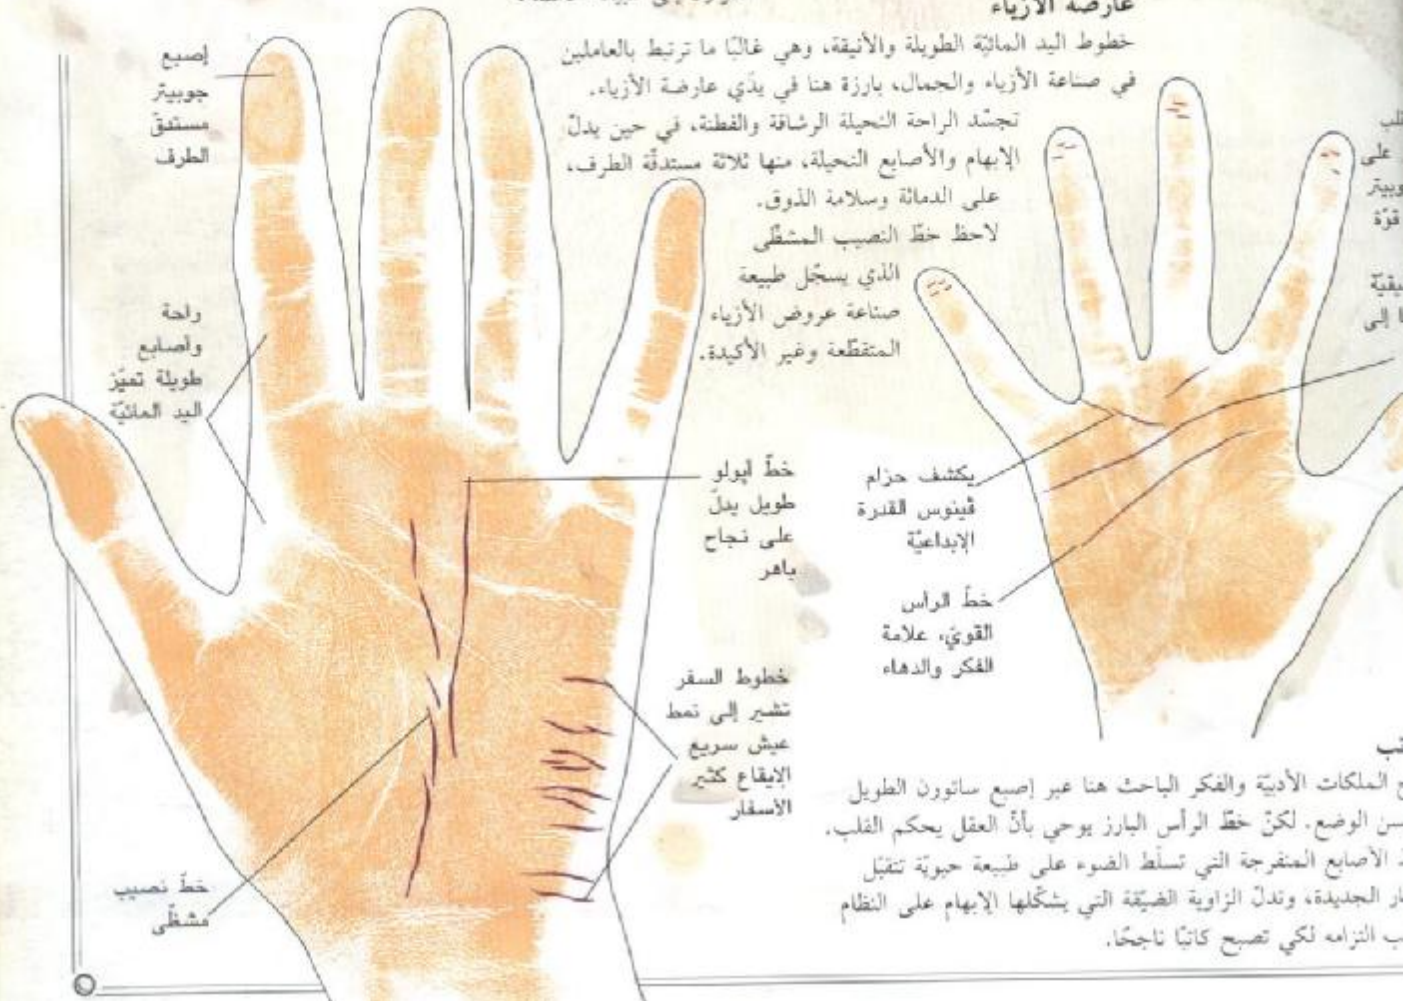 عارضة الأزياء
خطوط اليد المائيّة الطويلة والأنيقة، وهي غالبًا ما ترتبط بالعاملين
في صناعة الأزياء والجمال، بارزة هنا في يدَي عارضة الأزياء.
تجسّد الراحة النحيلة الرشاقة والفطنة، في حين يدلّ
الإبهام والأصابع النحيلة، منها ثلاثة مستدقّة الطرف،
على الدماثة وسلامة الذوق.
لاحظ خطّ النصيب المشظّى
الذي يسجّل طبيعة
صناعة عروض الأزياء
المتقطّعة وغير الأكيدة.
إصبع
جوبيتر
مستدقّ
الطرف
راحة
وأصابع
طويلة تميّز
اليد المائيّة
خطّ أبولو
طويل يدلّ
على نجاح
باهر
خطوط السفر
تشير إلى نمط
عيش سريع
الإيقاع كثير
الأسفار
خطّ نصيب
مشظّى
على
قوّة
يكشف حزام
ڤينوس القدرة
الإبداعيّة
خطّ الرأس
القويّ، علامة
الفكر والدهاء
الملكات الأدبيّة والفكر الباحث هنا عبر إصبع ساتورن الطويل
الوضع. لكنّ خطّ الرأس البارز يوحي بأنّ العقل يحكم القلب.
الأصابع المنفرجة التي تسلّط الضوء على طبيعة حيويّة تتقبّل
الجديدة، وتدلّ الزاوية الضيّقة التي يشكّلها الإبهام على النظام
التزامه لكي تصبح كاتبًا ناجحًا.